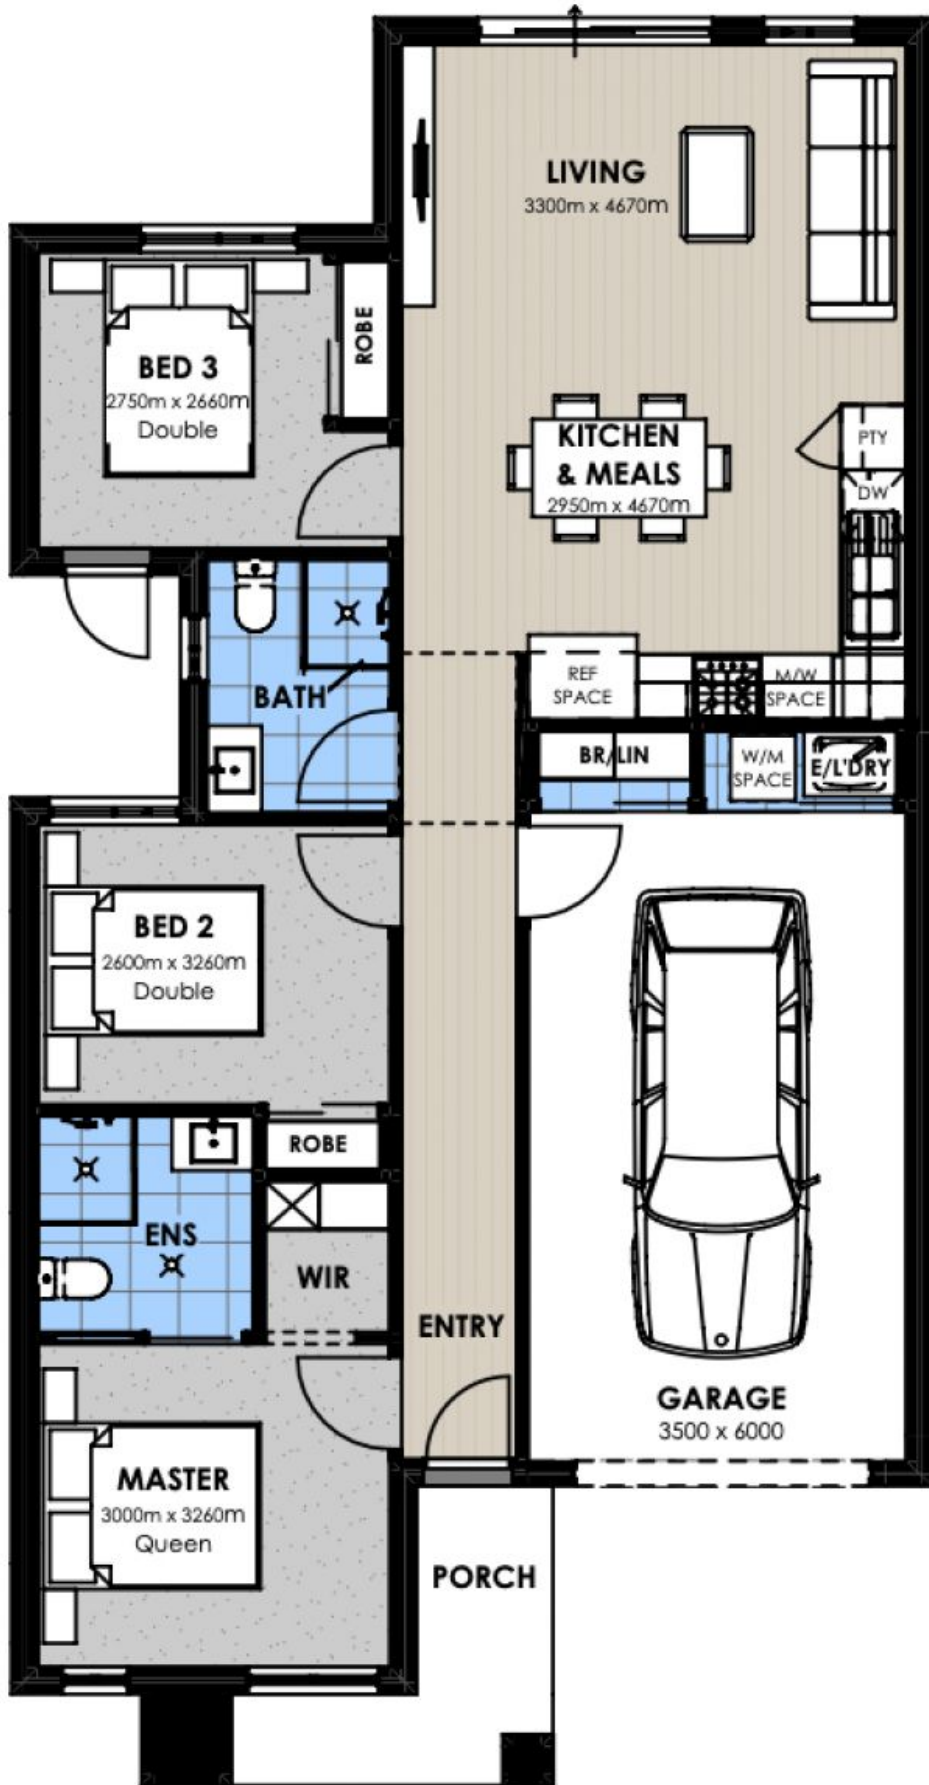 LIVING
3300m x 4670m
ROBE
BED 3
2750m x 2660m
Double
KITCHEN
& MEALS
2950m x 4670m
PTY
DW
REF
SPACE
M/W
SPACE
BATH
BR/LIN
W/M
SPACE
E/L'DRY
BED 2
2600m x 3260m
Double
ROBE
ENS
WIR
ENTRY
GARAGE
3500 x 6000
MASTER
3000m x 3260m
Queen
PORCH